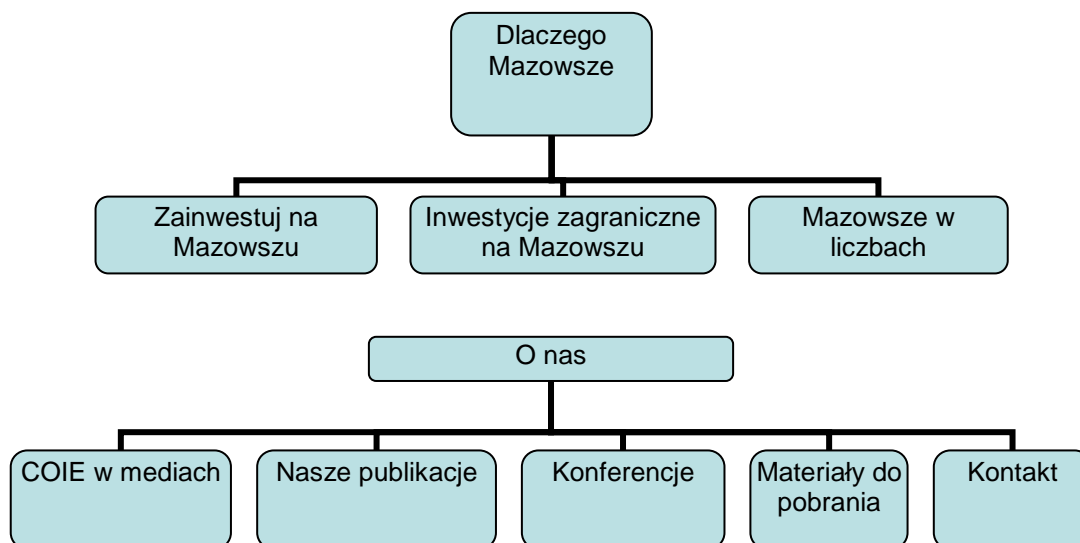 Dlaczego
Mazowsze
Zainwestuj na
Mazowszu
Inwestycje zagraniczne
na Mazowszu
Mazowsze w
liczbach
O nas
COIE w mediach
Nasze publikacje
Konferencje
Materiały do
pobrania
Kontakt